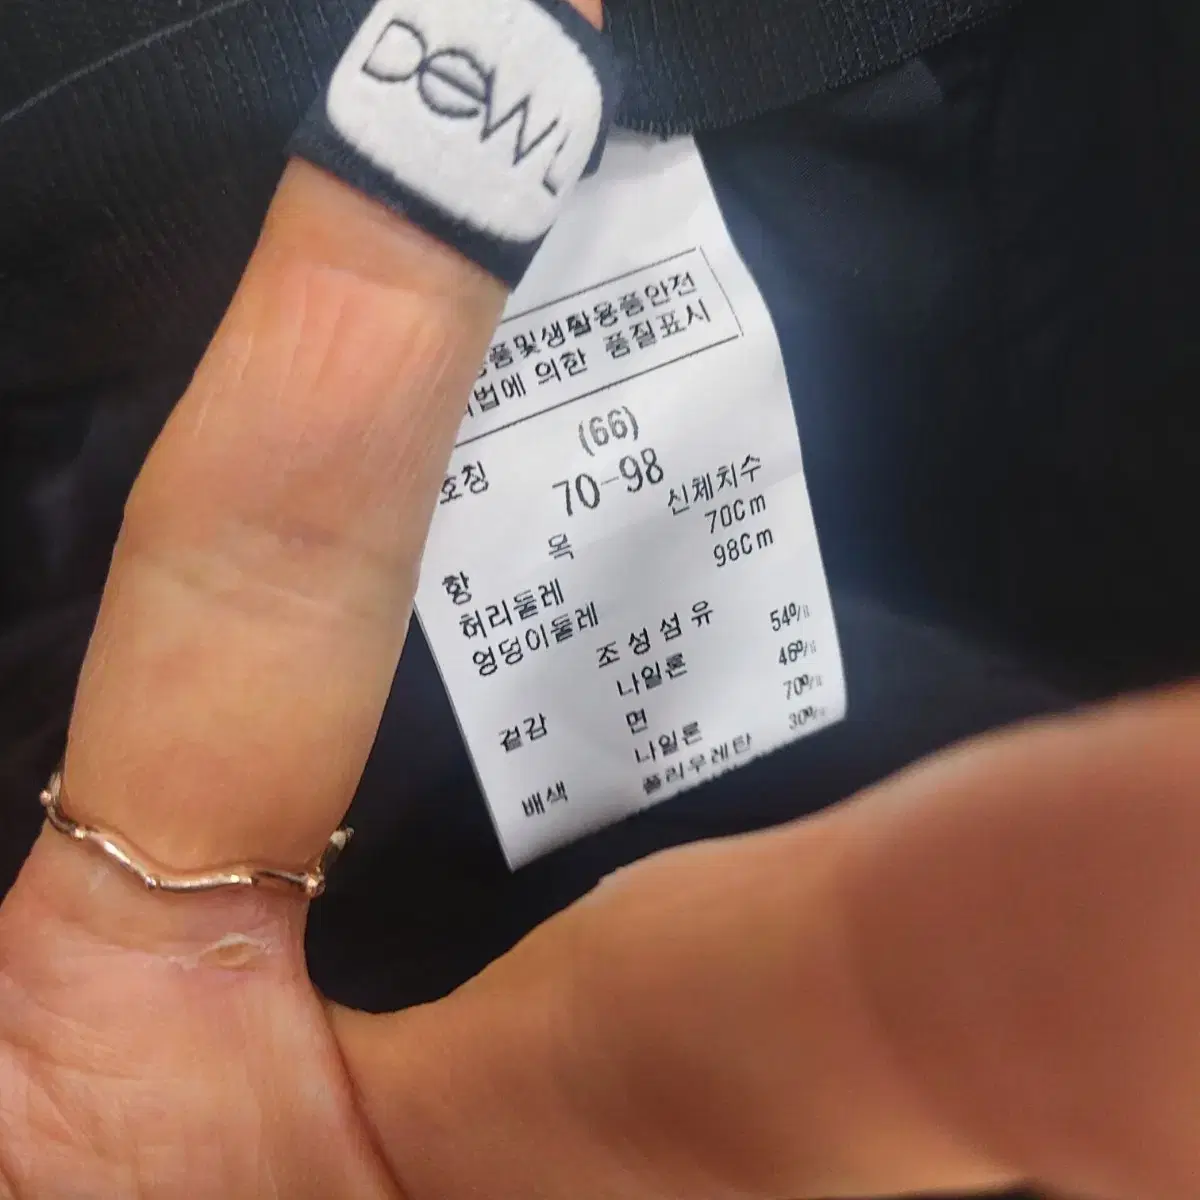 DEWL
품및생활용품안전
법에 의한 품질표시
호칭 (66)
70-98
항 목 신체치수
허리둘레 70Cm
엉덩이둘레 98Cm
조성섬유
겉감 나일론 54%
면 46%
배색 나일론 70%
폴리우레탄 30%